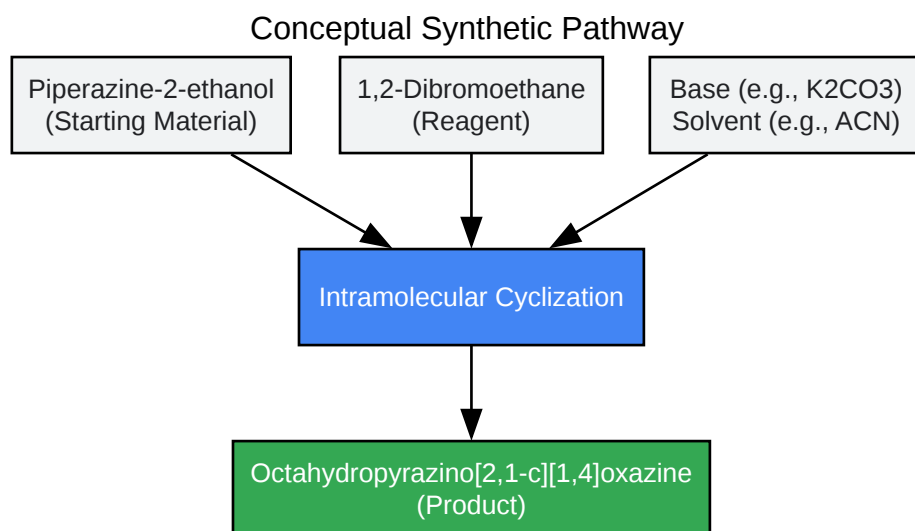 Conceptual Synthetic Pathway
Piperazine-2-ethanol
(Starting Material)
1,2-Dibromoethane
(Reagent)
Base (e.g., K2CO3)
Solvent (e.g., ACN)
Intramolecular Cyclization
Octahydropyrazino[2,1-c][1,4]oxazine
(Product)